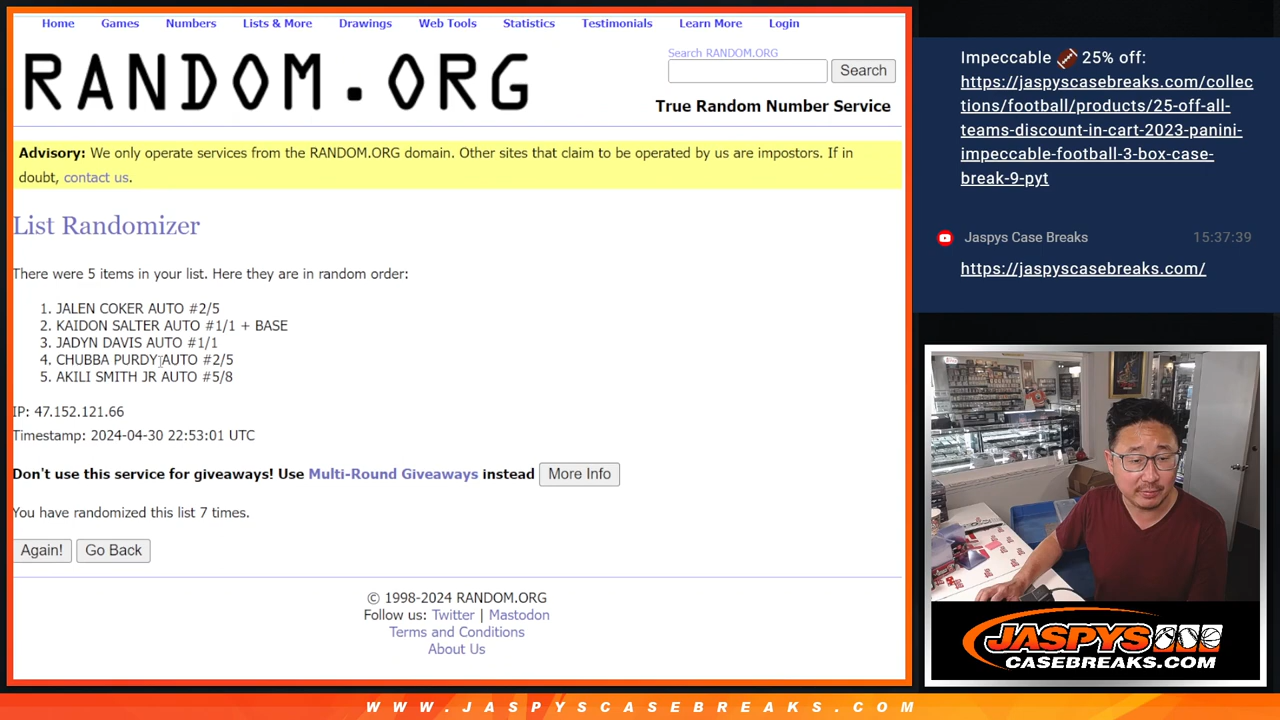 Home Games Numbers Lists & More Drawings Web Tools Statistics Testimonials Learn More Login
RANDOM.ORG
Search RANDOM.ORG
Search
True Random Number Service
Advisory: We only operate services from the RANDOM.ORG domain. Other sites that claim to be operated by us are impostors. If in
doubt, contact us.
List Randomizer
There were 5 items in your list. Here they are in random order:
1. JALEN COKER AUTO #2/5
2. KAIDON SALTER AUTO #1/1 + BASE
3. JADYN DAVIS AUTO #1/1
4. CHUBBA PURDY AUTO #2/5
5. AKILI SMITH JR AUTO #5/8
IP: 47.152.121.66
Timestamp: 2024-04-30 22:53:01 UTC
Don't use this service for giveaways! Use Multi-Round Giveaways instead More Info
You have randomized this list 7 times.
Again! Go Back
© 1998-2024 RANDOM.ORG
Follow us: Twitter | Mastodon
Terms and Conditions
About Us
Impeccable 🏈 25% off:
https://jaspyscasebreaks.com/collec
tions/football/products/25-off-all-
teams-discount-in-cart-2023-panini-
impeccable-football-3-box-case-
break-9-pyt
Jaspys Case Breaks 15:37:39
https://jaspyscasebreaks.com/
JASPYS
CASEBREAKS.COM
WWW.JASPYSCASEBREAKS.COM